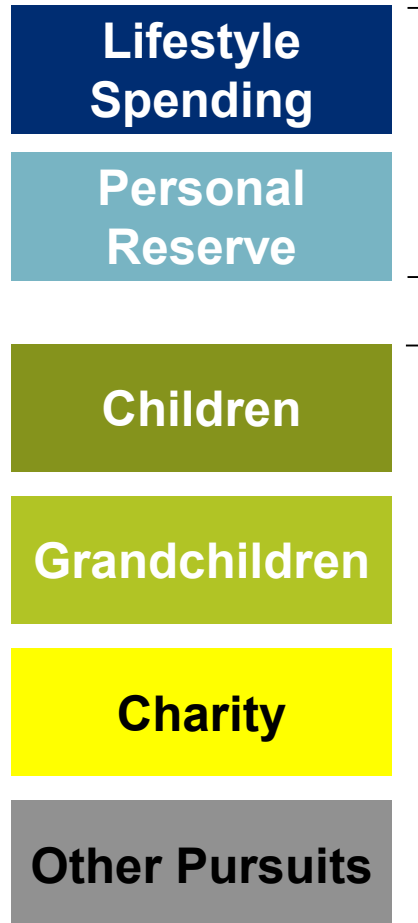 Lifestyle
Spending
Personal
Reserve
Children
Grandchildren
Charity
Other Pursuits